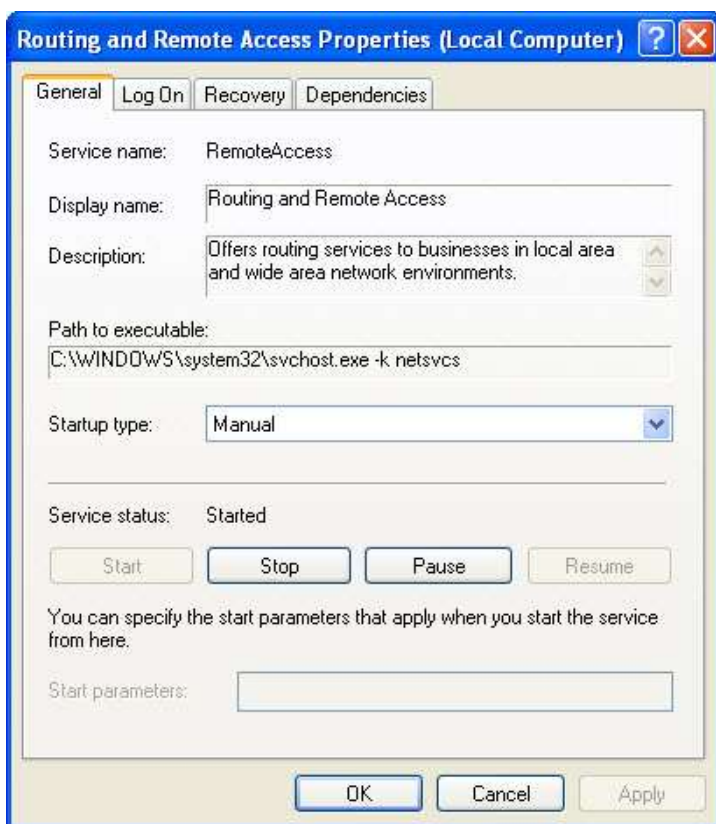 Routing and Remote Access Properties (Local Computer)
General Log On Recovery Dependencies
Service name: RemoteAccess
Display name: Routing and Remote Access
Description: Offers routing services to businesses in local area
and wide area network environments.
Path to executable:
C:\WINDOWS\system32\svchost.exe -k netsvcs
Startup type: Manual
Service status: Started
Start Stop Pause Resume
You can specify the start parameters that apply when you start the service
from here.
Start parameters:
OK Cancel Apply